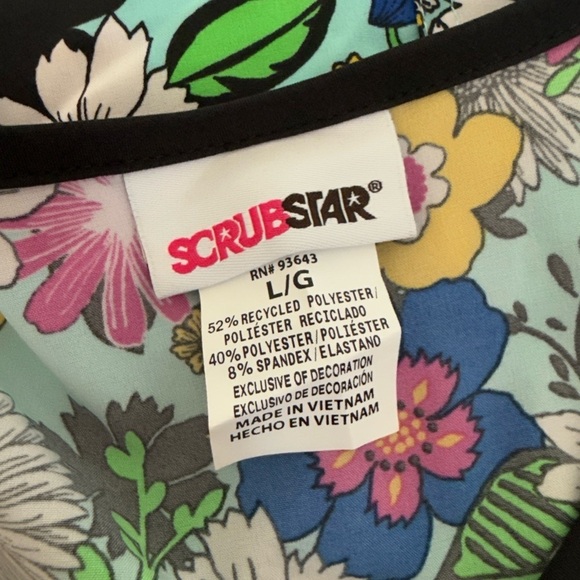 SCRUBSTAR®
RN# 93643
L/G
52% RECYCLED POLYESTER/
POLIÉSTER RECICLADO
40% POLYESTER/POLIÉSTER
8% SPANDEX/ELASTANO
EXCLUSIVE OF DECORATION
EXCLUSIVO DE DECORACIÓN
MADE IN VIETNAM
HECHO EN VIETNAM